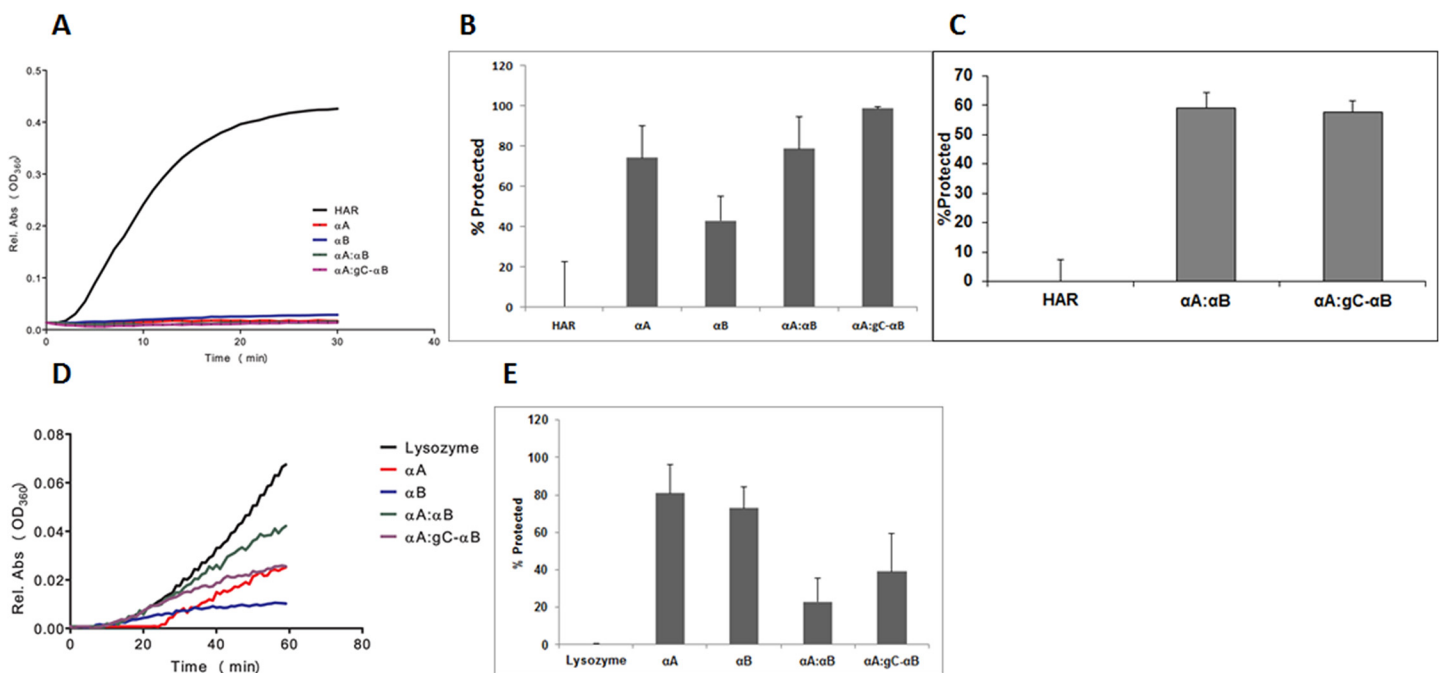 A
Rel. Abs ( OD360)
0.5
0.4
0.3
0.2
0.1
0.0
0
10
20
30
40
Time ( min)
HAR
αA
αB
αA:αB
αA:gC-αB
B
% Protected
120
100
80
60
40
20
0
HAR
αA
αB
αA:αB
αA:gC-αB
C
%Protected
70
60
50
40
30
20
10
0
HAR
αA:αB
αA:gC-αB
D
Rel. Abs ( OD360)
0.08
0.06
0.04
0.02
0.00
0
20
40
60
80
Time ( min)
Lysozyme
αA
αB
αA:αB
αA:gC-αB
E
% Protected
120
100
80
60
40
20
0
Lysozyme
αA
αB
αA:αB
αA:gC-αB